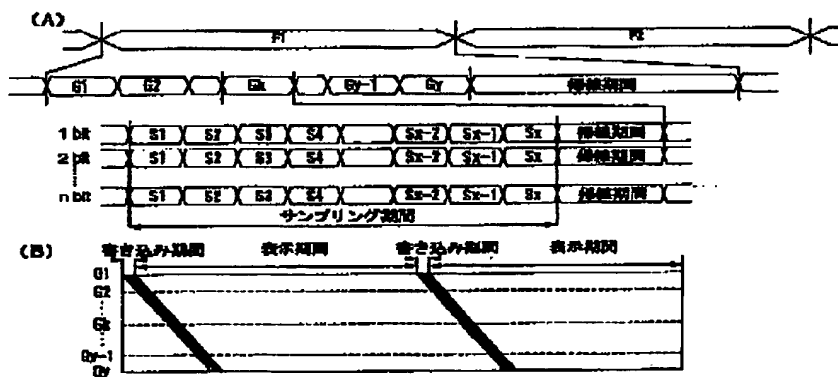 (A)
F1 F2
G1 G2 Gk Gy-1 Gy 帰線期間
1 bit S1 S2 S3 S4 Sx-2 Sx-1 Sx 帰線期間
2 bit S1 S2 S3 S4 Sx-2 Sx-1 Sx 帰線期間
n bit S1 S2 S3 S4 Sx-2 Sx-1 Sx 帰線期間
サンプリング期間
(B) 書き込み期間 表示期間 書き込み期間 表示期間
G1
G2
Gk
Gy-1
Gy